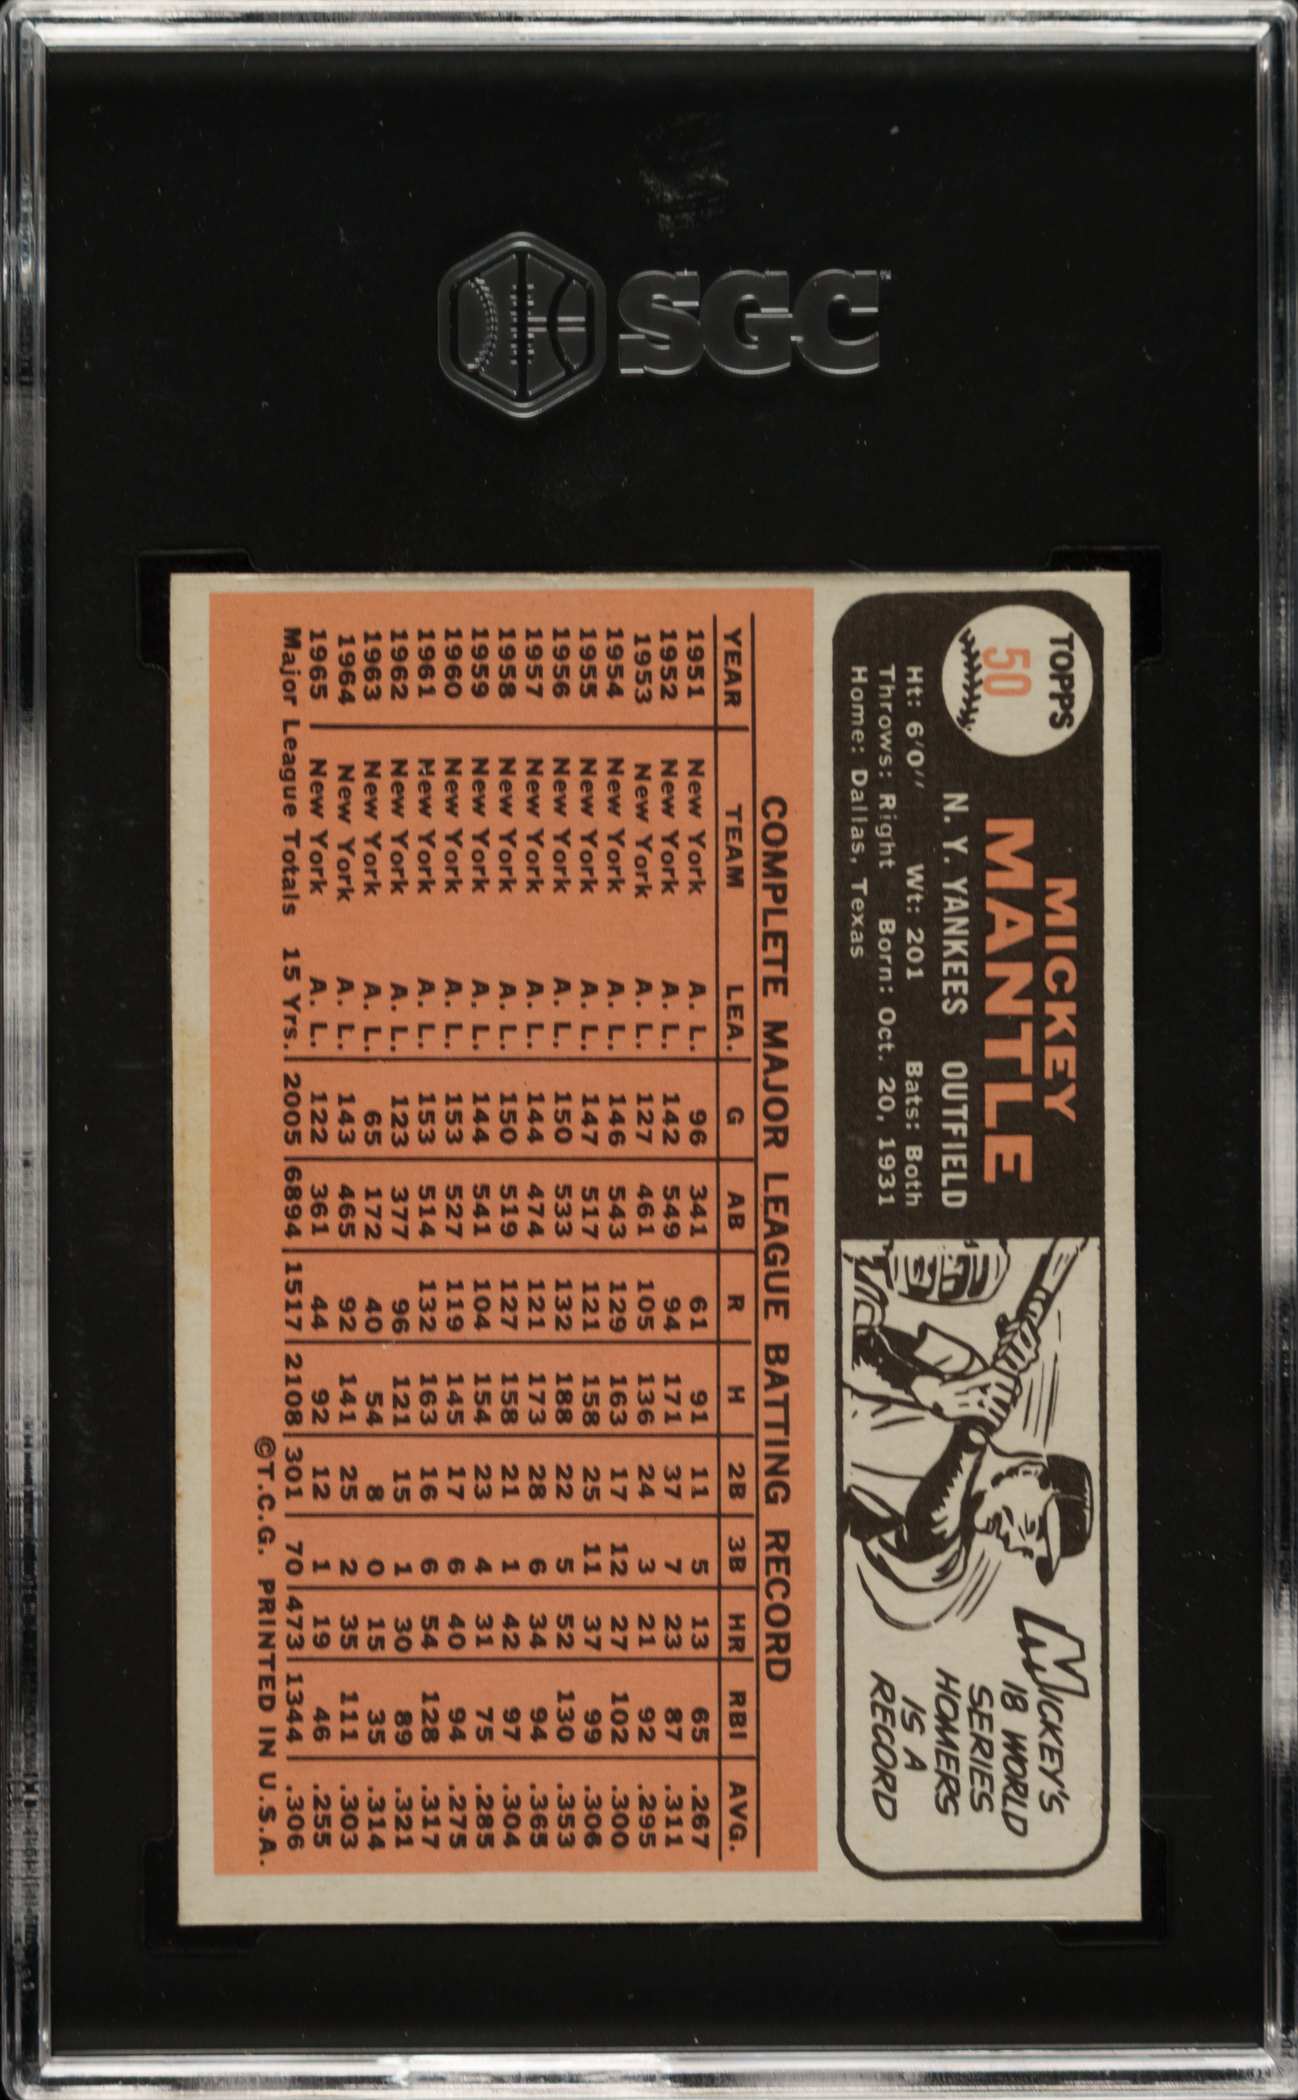 SGC
TOPPS
50
MICKEY
MANTLE
N. Y. YANKEES OUTFIELD
Ht: 6'0'' Wt: 201 Bats: Both
Throws: Right Born: Oct. 20, 1931
Home: Dallas, Texas
MICKEY'S
18 WORLD
SERIES
HOMERS
IS A
RECORD
COMPLETE MAJOR LEAGUE BATTING RECORD
YEAR TEAM LEA. G AB R H 2B 3B HR RBI AVG.
1951 New York A. L. 96 341 61 91 11 5 13 65 .267
1952 New York A. L. 142 549 94 171 37 7 23 87 .311
1953 New York A. L. 127 461 105 136 24 3 21 92 .295
1954 New York A. L. 146 543 129 163 17 12 27 102 .300
1955 New York A. L. 147 517 121 158 25 11 37 99 .306
1956 New York A. L. 150 533 132 188 22 5 52 130 .353
1957 New York A. L. 144 474 121 173 28 6 34 94 .365
1958 New York A. L. 150 519 127 158 21 1 42 97 .304
1959 New York A. L. 144 541 104 154 23 4 31 75 .285
1960 New York A. L. 153 527 119 145 17 6 40 94 .275
1961 New York A. L. 153 514 132 163 16 6 54 128 .317
1962 New York A. L. 123 377 96 121 15 1 30 89 .321
1963 New York A. L. 65 172 40 54 8 0 15 35 .314
1964 New York A. L. 143 465 92 141 25 2 35 111 .303
1965 New York A. L. 122 361 44 92 12 1 19 46 .255
Major League Totals 15 Yrs. 2005 6894 1517 2108 301 70 473 1344 .306
©T.C.G. PRINTED IN U.S.A.